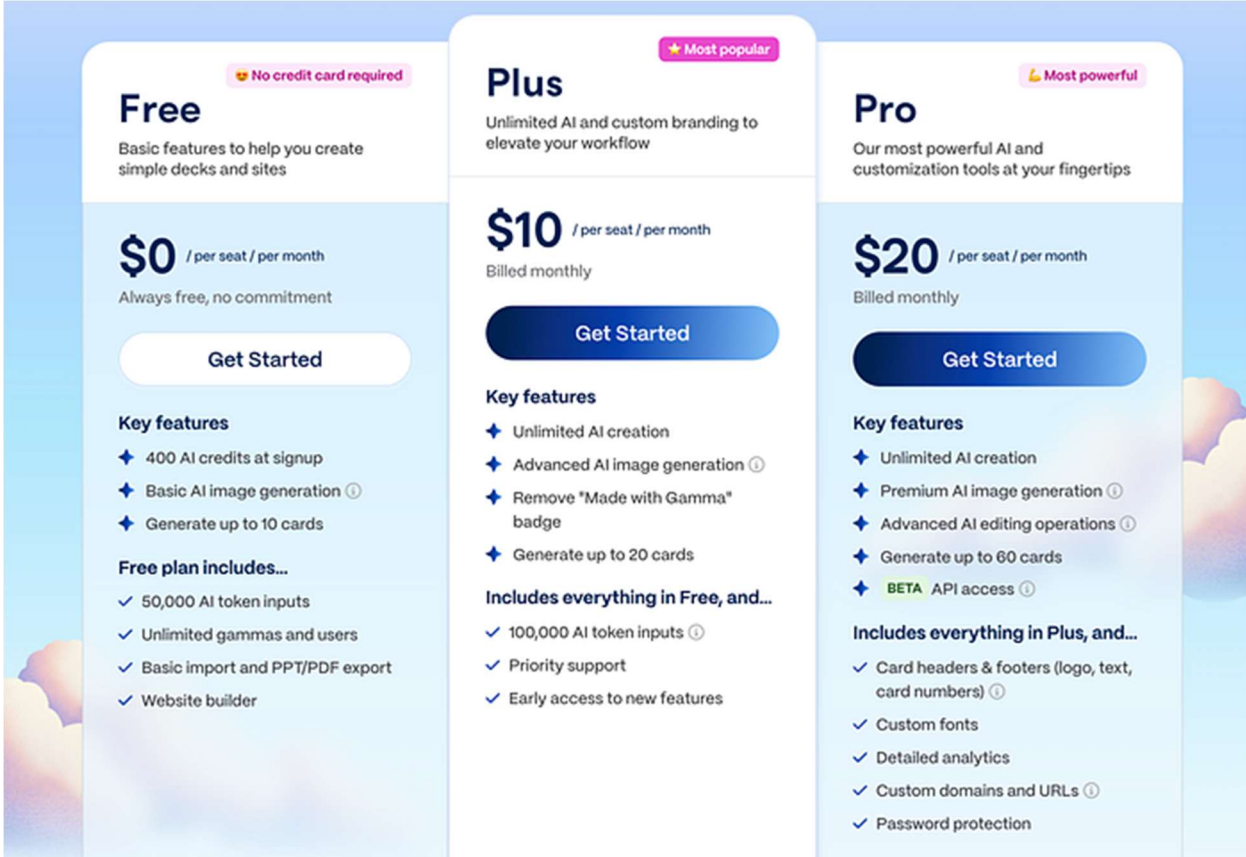 😍 No credit card required
Free
Basic features to help you create
simple decks and sites
$0 / per seat / per month
Always free, no commitment
Get Started
Key features
400 AI credits at signup
Basic AI image generation
Generate up to 10 cards
Free plan includes...
50,000 AI token inputs
Unlimited gammas and users
Basic import and PPT/PDF export
Website builder
⭐ Most popular
Plus
Unlimited AI and custom branding to
elevate your workflow
$10 / per seat / per month
Billed monthly
Get Started
Key features
Unlimited AI creation
Advanced AI image generation
Remove "Made with Gamma"
badge
Generate up to 20 cards
Includes everything in Free, and...
100,000 AI token inputs
Priority support
Early access to new features
💪 Most powerful
Pro
Our most powerful AI and
customization tools at your fingertips
$20 / per seat / per month
Billed monthly
Get Started
Key features
Unlimited AI creation
Premium AI image generation
Advanced AI editing operations
Generate up to 60 cards
BETA API access
Includes everything in Plus, and...
Card headers & footers (logo, text,
card numbers)
Custom fonts
Detailed analytics
Custom domains and URLs
Password protection